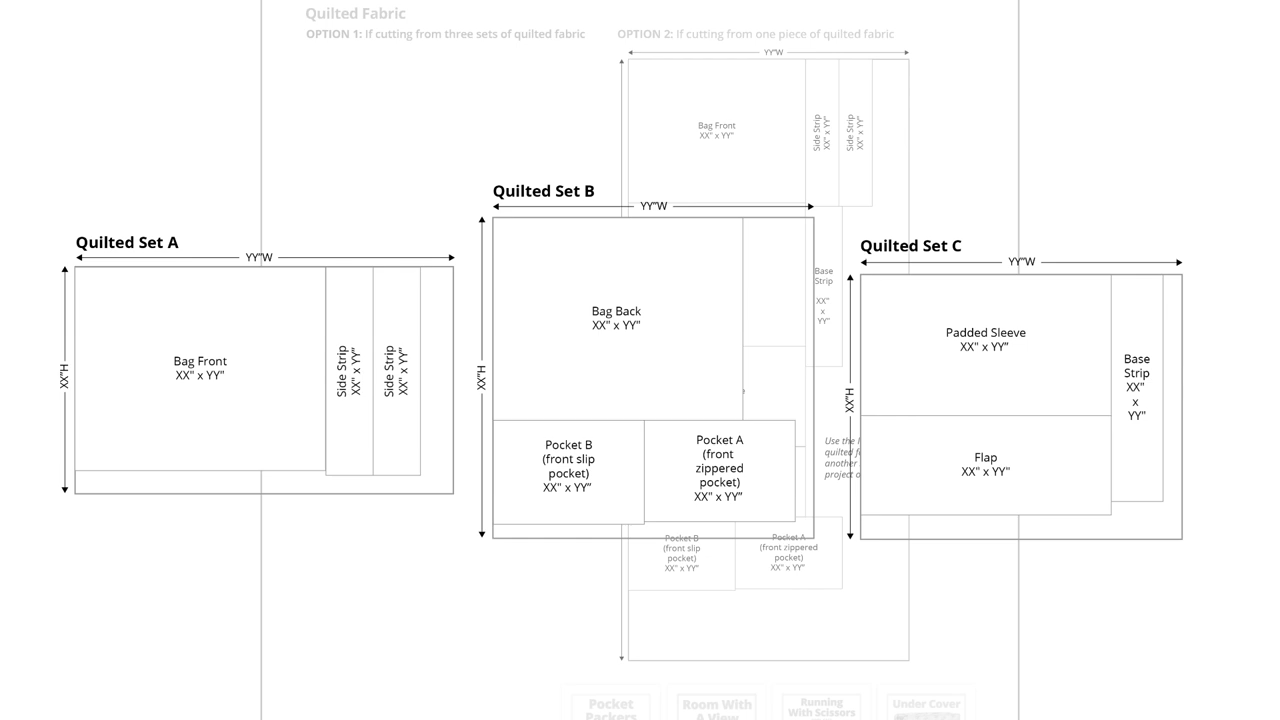 Quilted Fabric
OPTION 1: If cutting from three sets of quilted fabric
OPTION 2: If cutting from one piece of quilted fabric
YY"W
Bag Front
XX" x YY"
Side Strip
XX" x YY"
Side Strip
XX" x YY"
Base
Strip
XX"
x
YY"
Use the
quilted
another
project
Pocket B
(front slip
pocket)
XX" x YY"
Pocket A
(front zippered
pocket)
XX" x YY"
Quilted Set A
YY"W
XX"H
Bag Front
XX" x YY"
Side Strip
XX" x YY"
Side Strip
XX" x YY"
Quilted Set B
YY"W
XX"H
Bag Back
XX" x YY"
Pocket B
(front slip
pocket)
XX" x YY"
Pocket A
(front
zippered
pocket)
XX" x YY"
Quilted Set C
YY"W
XX"H
Padded Sleeve
XX" x YY"
Flap
XX" x YY"
Base
Strip
XX"
x
YY"
Pocket
Packers
Room With
A View
Running
With Scissors
Under Cover